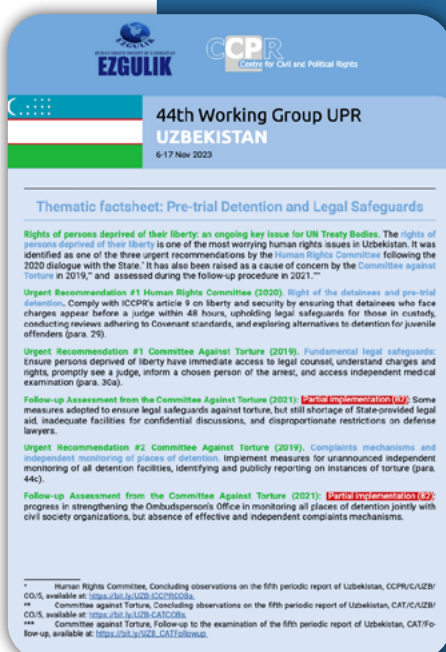 EZGULIK
CCPR
Centre for Civil and Political Rights
44th Working Group UPR
UZBEKISTAN
6-17 Nov 2023
Thematic factsheet: Pre-trial Detention and Legal Safeguards
Rights of persons deprived of their liberty: an ongoing key issue for UN Treaty Bodies. The rights of
persons deprived of their liberty is one of the most worrying human rights issues in Uzbekistan. It was
identified as one of the three urgent recommendations by the Human Rights Committee following the
2020 dialogue with the State.* It has also been raised as a cause of concern by the Committee against
Torture in 2019,** and assessed during the follow-up procedure in 2021.***
Urgent Recommendation #1 Human Rights Committee (2020). Right of the detainees and pre-trial
detention. Comply with ICCPR's article 9 on liberty and security by ensuring that detainees who face
charges appear before a judge within 48 hours, upholding legal safeguards for those in custody,
conducting reviews adhering to Covenant standards, and exploring alternatives to detention for juvenile
offenders (para. 29).
Urgent Recommendation #1 Committee Against Torture (2019). Fundamental legal safeguards:
Ensure persons deprived of liberty have immediate access to legal counsel, understand charges and
rights, promptly see a judge, inform a chosen person of the arrest, and access independent medical
examination (para. 30a).
Follow-up Assessment from the Committee Against Torture (2021): Partial implementation (B2): Some
measures adopted to ensure legal safeguards against torture, but still shortage of State-provided legal
aid, inadequate facilities for confidential discussions, and disproportionate restrictions on defense
lawyers.
Urgent Recommendation #2 Committee Against Torture (2019). Complaints mechanisms and
independent monitoring of places of detention. Implement measures for unannounced independent
monitoring of all detention facilities, identifying and publicly reporting on instances of torture (para.
44c).
Follow-up Assessment from the Committee Against Torture (2021): Partial implementation (B2):
progress in strengthening the Ombudsperson's Office in monitoring all places of detention jointly with
civil society organizations, but absence of effective and independent complaints mechanisms.
* Human Rights Committee, Concluding observations on the fifth periodic report of Uzbekistan, CCPR/C/UZB/
CO/5, available at: https://bit.ly/UZB-ICCPRCOBs
** Committee against Torture, Concluding observations on the fifth periodic report of Uzbekistan, CAT/C/UZB/
CO/5, available at: https://bit.ly/UZB-CATCOBs
*** Committee against Torture, Follow-up to the examination of the fifth periodic report of Uzbekistan, CAT/Fo-
llow-up, available at: https://bit.ly/UZB_CATFollowup